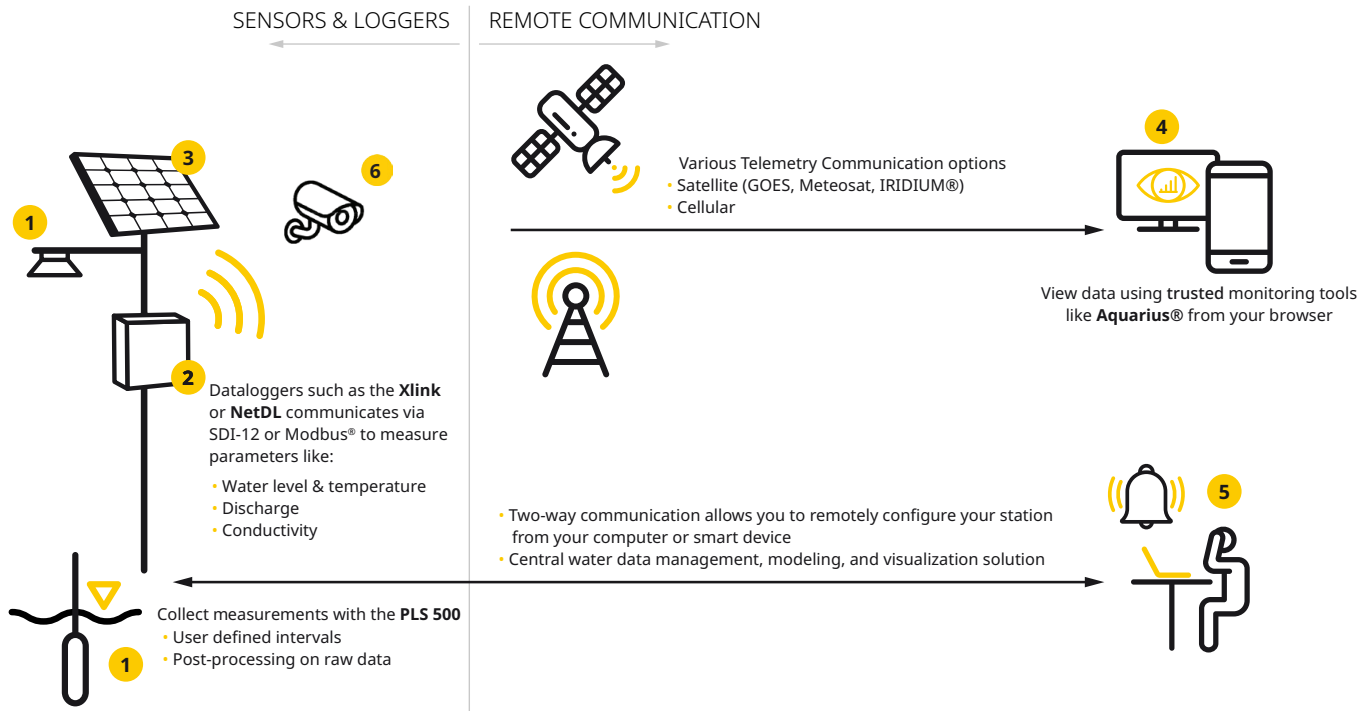 SENSORS & LOGGERS
REMOTE COMMUNICATION
3
6
1
4
Various Telemetry Communication options
• Satellite (GOES, Meteosat, IRIDIUM®)
• Cellular
View data using trusted monitoring tools
like Aquarius® from your browser
2
Dataloggers such as the Xlink
or NetDL communicates via
SDI-12 or Modbus® to measure
parameters like:
• Water level & temperature
• Discharge
• Conductivity
5
• Two-way communication allows you to remotely configure your station
from your computer or smart device
• Central water data management, modeling, and visualization solution
Collect measurements with the PLS 500
• User defined intervals
• Post-processing on raw data
1